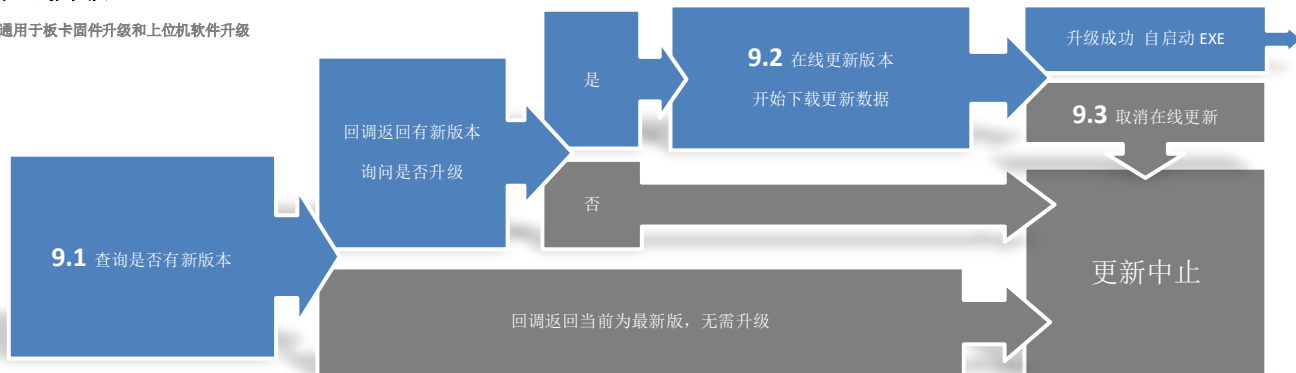 通用于板卡固件升级和上位机软件升级
9.1 查询是否有新版本
回调返回有新版本
询问是否升级
是
否
9.2 在线更新版本
开始下载更新数据
升级成功 自启动 EXE
9.3 取消在线更新
更新中止
回调返回当前为最新版，无需升级